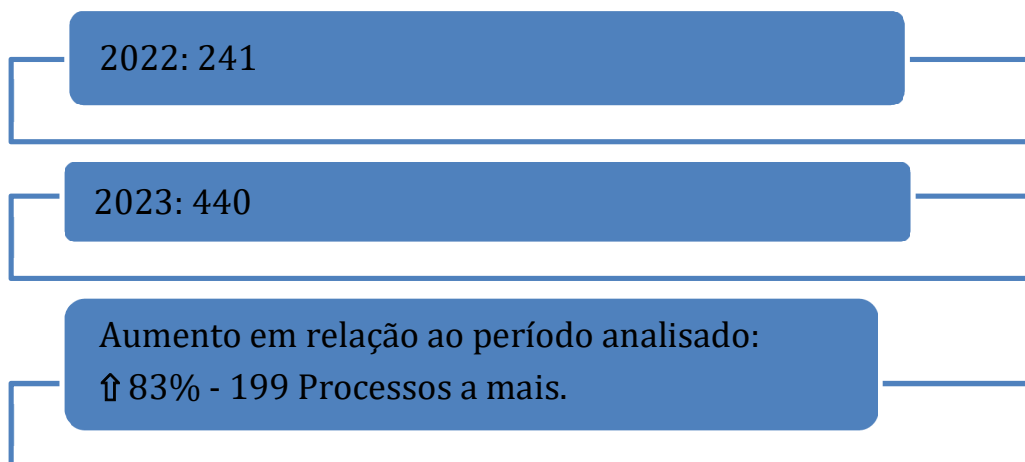 2022: 241
2023: 440
Aumento em relação ao período analisado:
⇧ 83% - 199 Processos a mais.